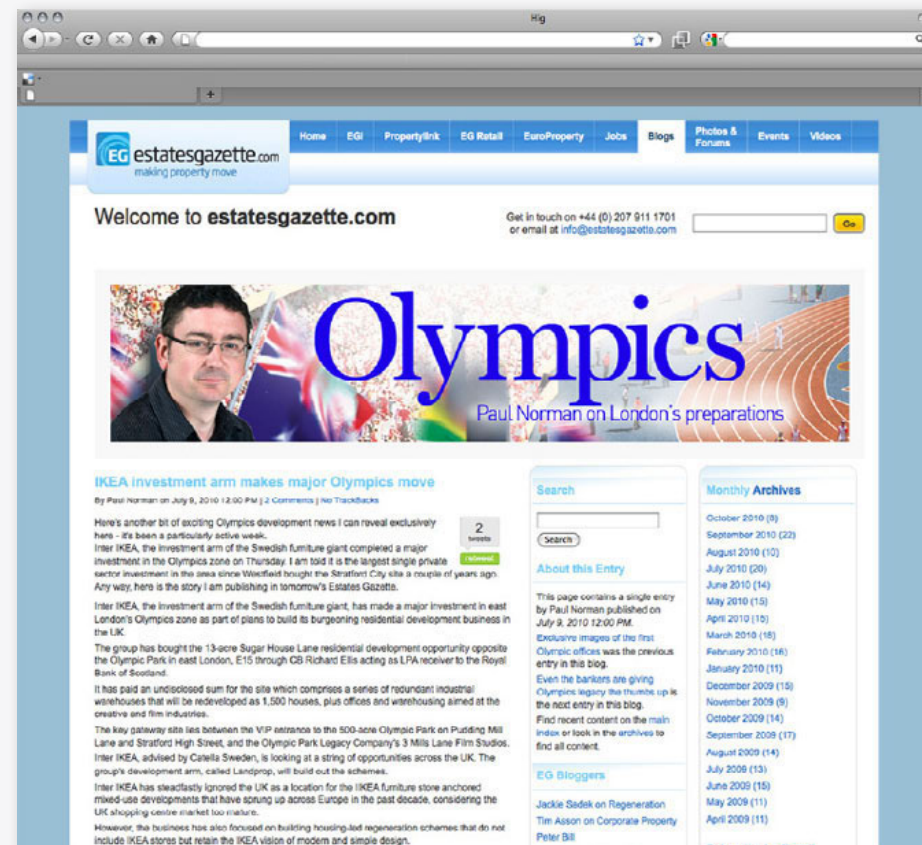 Hig
Home EGi Propertylink EG Retail EuroProperty Jobs Blogs Photos & Forums Events Videos
EG estatesgazette.com
making property move
Welcome to estatesgazette.com
Get in touch on +44 (0) 207 911 1701
or email at info@estatesgazette.com
Go
Olympics
Paul Norman on London's preparations
IKEA investment arm makes major Olympics move
By Paul Norman on July 9, 2010 12:00 PM | 2 Comments | No TrackBacks
Here's another bit of exciting Olympics development news I can reveal exclusively
here - it's been a particularly active week.
Inter IKEA, the investment arm of the Swedish furniture giant completed a major
investment in the Olympics zone on Thursday. I am told it is the largest single private
sector investment in the area since Westfield bought the Stratford City site a couple of years ago.
Any way, here is the story I am publishing in tomorrow's Estates Gazette.
2
tweets
retweet
Inter IKEA, the investment arm of the Swedish furniture giant, has made a major investment in east
London's Olympics zone as part of plans to build its burgeoning residential development business in
the UK.
The group has bought the 13-acre Sugar House Lane residential development opportunity opposite
the Olympic Park in east London, E15 through CB Richard Ellis acting as LPA receiver to the Royal
Bank of Scotland.
It has paid an undisclosed sum for the site which comprises a series of redundant industrial
warehouses that will be redeveloped as 1,500 houses, plus offices and warehousing aimed at the
creative and film industries.
The key gateway site lies between the VIP entrance to the 500-acre Olympic Park on Pudding Mill
Lane and Stratford High Street, and the Olympic Park Legacy Company's 3 Mills Lane Film Studios.
Inter IKEA, advised by Catella Sweden, is looking at a string of opportunities across the UK. The
group's development arm, called Landprop, will build out the schemes.
Inter IKEA has steadfastly ignored the UK as a location for the IIKEA furniture store anchored
mixed-use developments that have sprung up across Europe in the past decade, considering the
UK shopping centre market too mature.
However, the business has also focused on building housing-led regeneration schemes that do not
include IKEA stores but retain the IKEA vision of modern and simple design.
Search
Search
About this Entry
This page contains a single entry
by Paul Norman published on
July 9, 2010 12:00 PM.
Exclusive images of the first
Olympic offices was the previous
entry in this blog.
Even the bankers are giving
Olympics legacy the thumbs up is
the next entry in this blog.
Find recent content on the main
index or look in the archives to
find all content.
EG Bloggers
Jackie Sadek on Regeneration
Tim Asson on Corporate Property
Peter Bill
Monthly Archives
October 2010 (8)
September 2010 (22)
August 2010 (10)
July 2010 (20)
June 2010 (14)
May 2010 (15)
April 2010 (15)
March 2010 (18)
February 2010 (16)
January 2010 (11)
December 2009 (15)
November 2009 (9)
October 2009 (14)
September 2009 (17)
August 2009 (14)
July 2009 (13)
June 2009 (15)
May 2009 (11)
April 2009 (11)